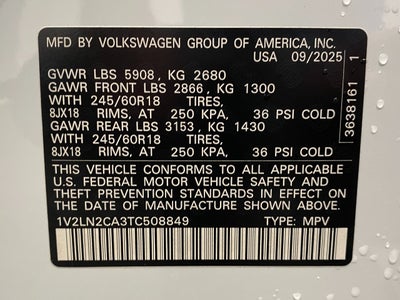 MFD BY VOLKSWAGEN GROUP OF AMERICA, INC.
USA 09/2025
GVWR LBS 5908, KG 2680
GAWR FRONT LBS 2866, KG 1300
WITH 245/60R18 TIRES,
8JX18 RIMS, AT 250 KPA, 36 PSI COLD
GAWR REAR LBS 3153, KG 1430
WITH 245/60R18 TIRES,
8JX18 RIMS, AT 250 KPA, 36 PSI COLD
THIS VEHICLE CONFORMS TO ALL APPLICABLE
U.S. FEDERAL MOTOR VEHICLE SAFETY AND
THEFT PREVENTION STANDARDS IN EFFECT ON
THE DATE OF MANUFACTURE SHOWN ABOVE.
1V2LN2CA3TC508849 TYPE: MPV
3638161 1